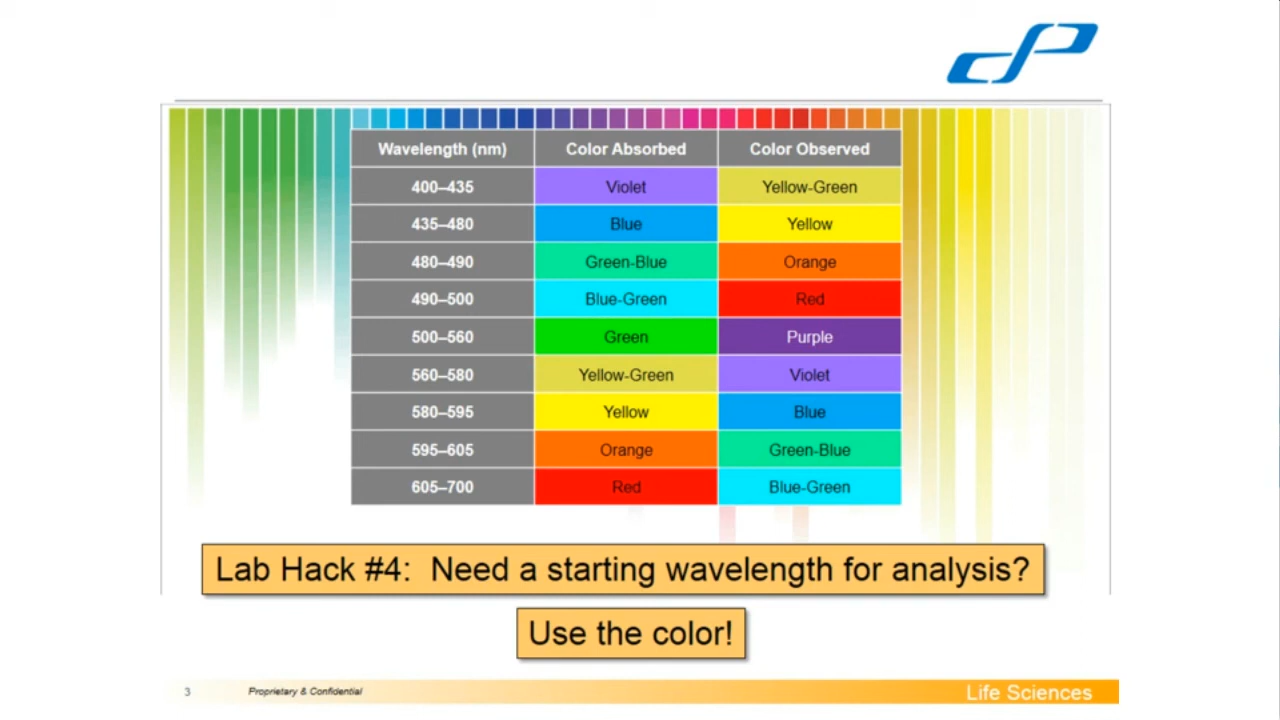 Wavelength (nm) Color Absorbed Color Observed
400–435 Violet Yellow-Green
435–480 Blue Yellow
480–490 Green-Blue Orange
490–500 Blue-Green Red
500–560 Green Purple
560–580 Yellow-Green Violet
580–595 Yellow Blue
595–605 Orange Green-Blue
605–700 Red Blue-Green
Lab Hack #4: Need a starting wavelength for analysis?
Use the color!
3 Proprietary & Confidential Life Sciences